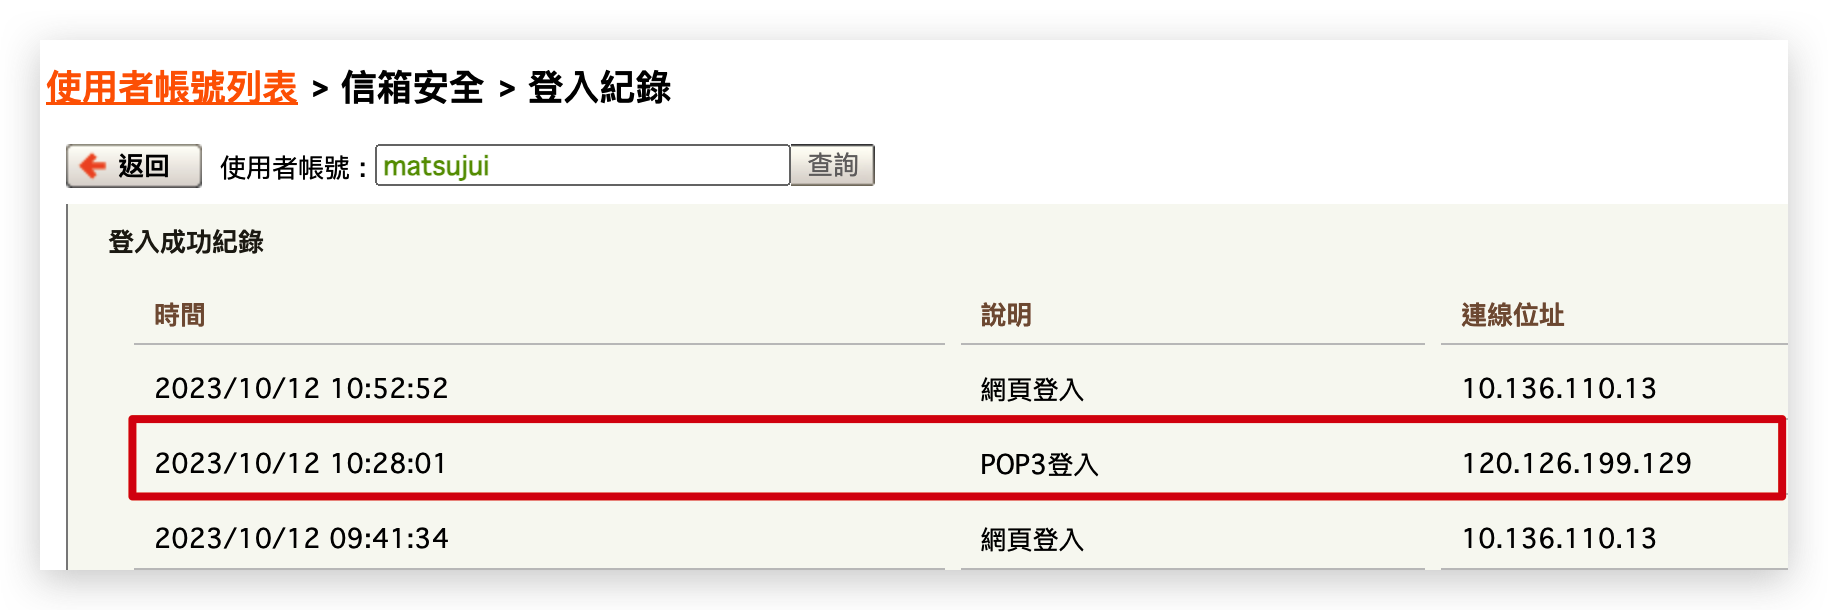 使用者帳號列表 > 信箱安全 > 登入紀錄
返回 使用者帳號： matsujui 查詢
登入成功紀錄
時間 說明 連線位址
2023/10/12 10:52:52 網頁登入 10.136.110.13
2023/10/12 10:28:01 POP3登入 120.126.199.129
2023/10/12 09:41:34 網頁登入 10.136.110.13